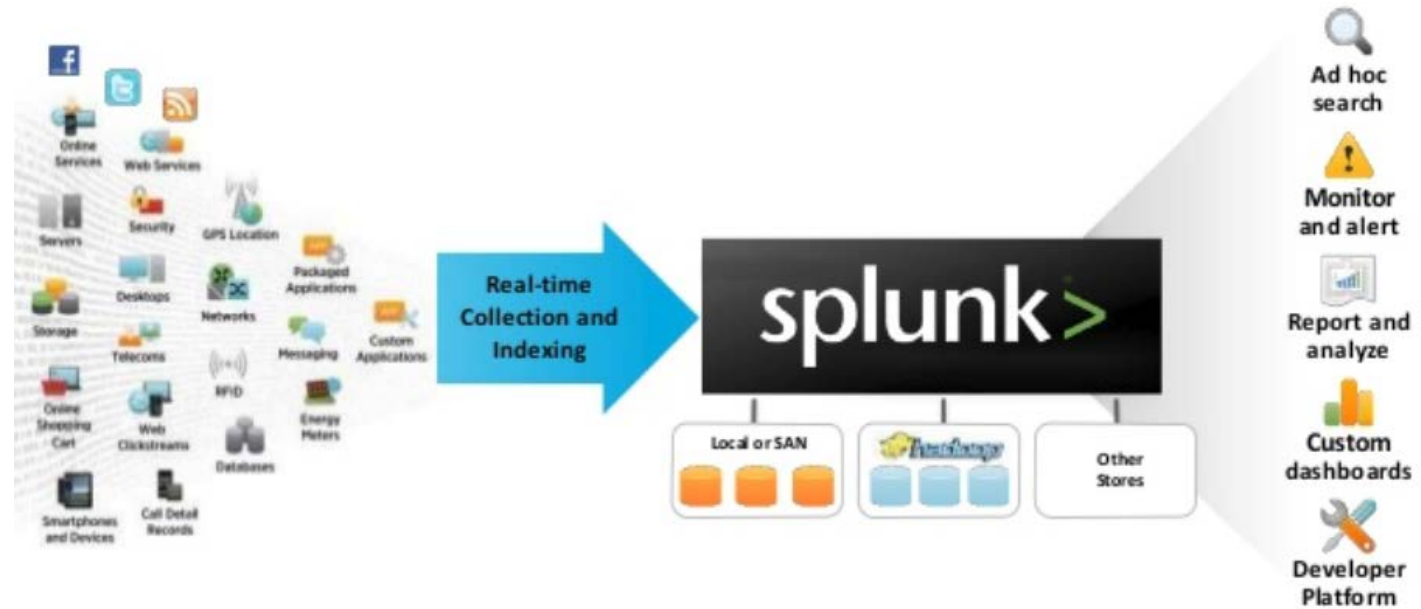 Online
Services
Web Services
Servers
Security
GPS Location
Storage
Desktops
Networks
Packaged
Applications
Telecoms
Messaging
Custom
Applications
Online
Shopping
Cart
Web
Clickstreams
RFID
Energy
Meters
Databases
Smartphones
and Devices
Call Detail
Records
Real-time
Collection and
Indexing
splunk>
Local or SAN
hadoop
Other
Stores
Ad hoc
search
Monitor
and alert
Report and
analyze
Custom
dashboards
Developer
Platform